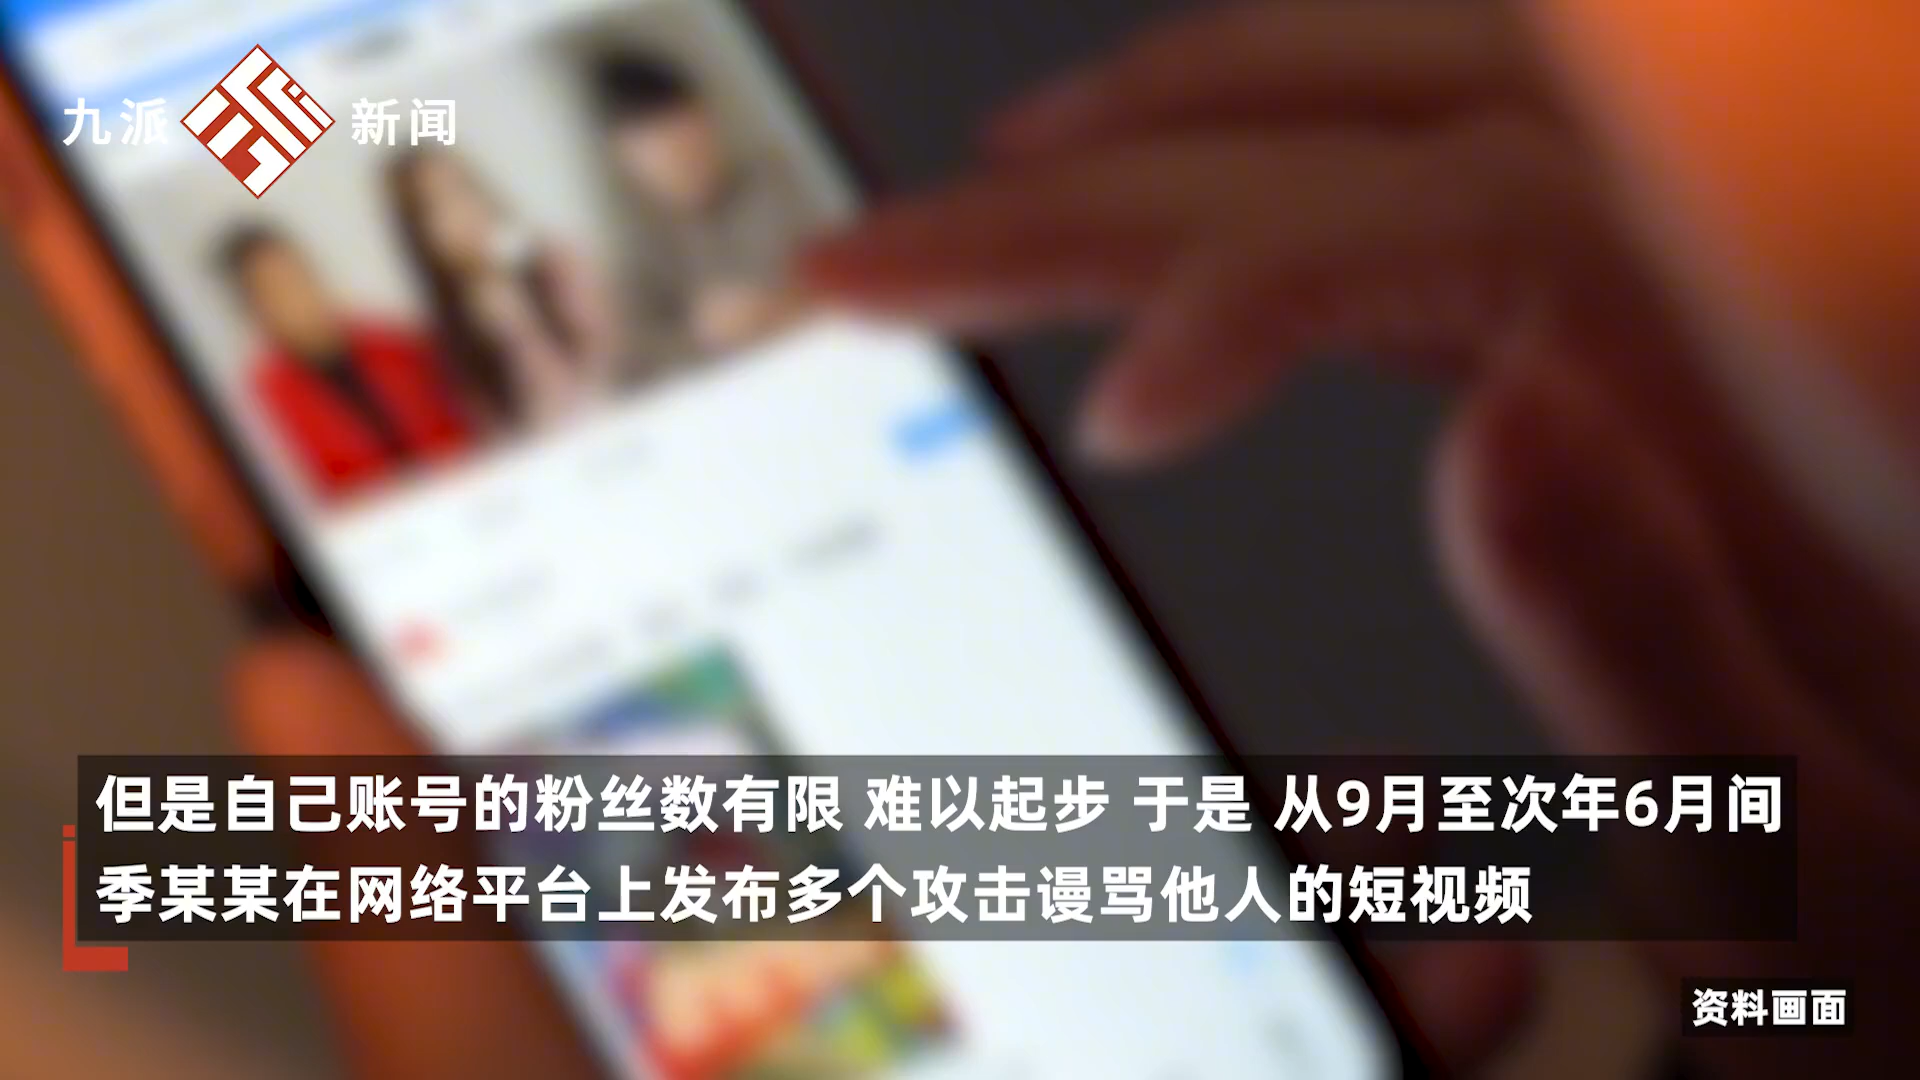 九派 新闻
但是自己账号的粉丝数有限 难以起步 于是 从9月至次年6月间
季某某在网络平台上发布多个攻击谩骂他人的短视频
资料画面